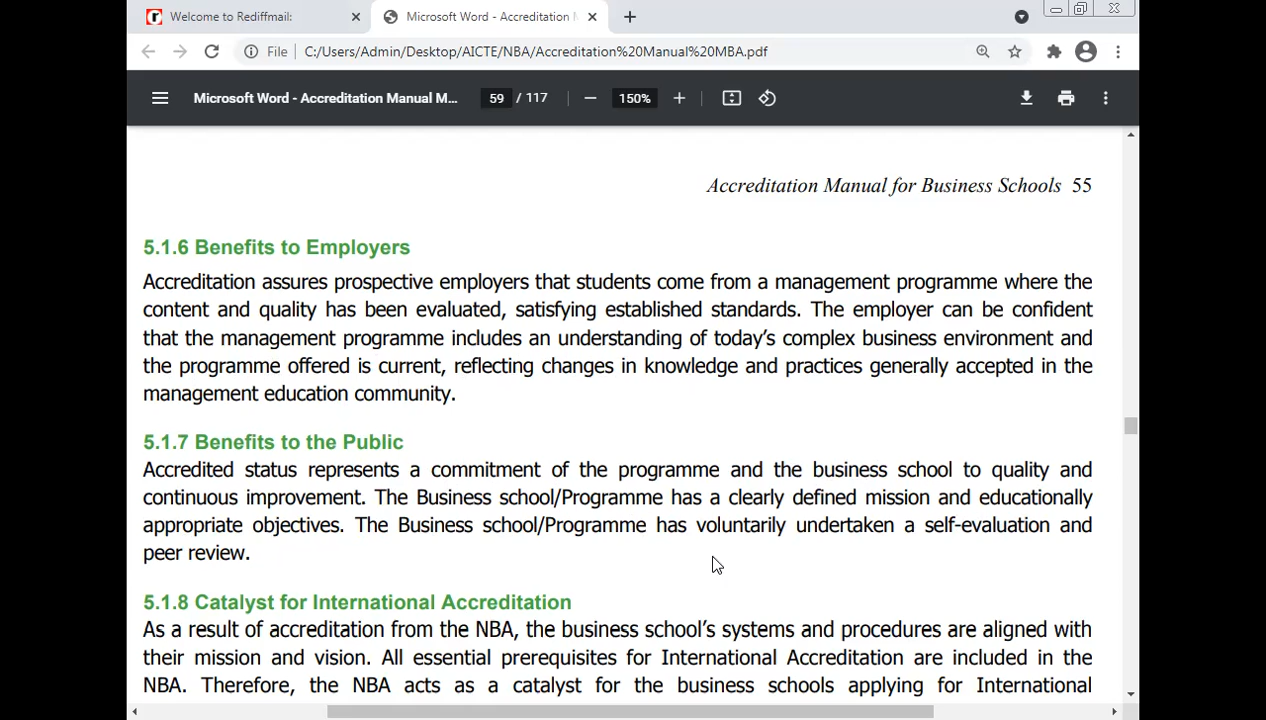 Welcome to Rediffmail:
Microsoft Word - Accreditation M
File
C:/Users/Admin/Desktop/AICTE/NBA/Accreditation%20Manual%20MBA.pdf
Microsoft Word - Accreditation Manual M...
59 / 117
150%
Accreditation Manual for Business Schools 55
5.1.6 Benefits to Employers
Accreditation assures prospective employers that students come from a management programme where the
content and quality has been evaluated, satisfying established standards. The employer can be confident
that the management programme includes an understanding of today's complex business environment and
the programme offered is current, reflecting changes in knowledge and practices generally accepted in the
management education community.
5.1.7 Benefits to the Public
Accredited status represents a commitment of the programme and the business school to quality and
continuous improvement. The Business school/Programme has a clearly defined mission and educationally
appropriate objectives. The Business school/Programme has voluntarily undertaken a self-evaluation and
peer review.
5.1.8 Catalyst for International Accreditation
As a result of accreditation from the NBA, the business school's systems and procedures are aligned with
their mission and vision. All essential prerequisites for International Accreditation are included in the
NBA. Therefore, the NBA acts as a catalyst for the business schools applying for International